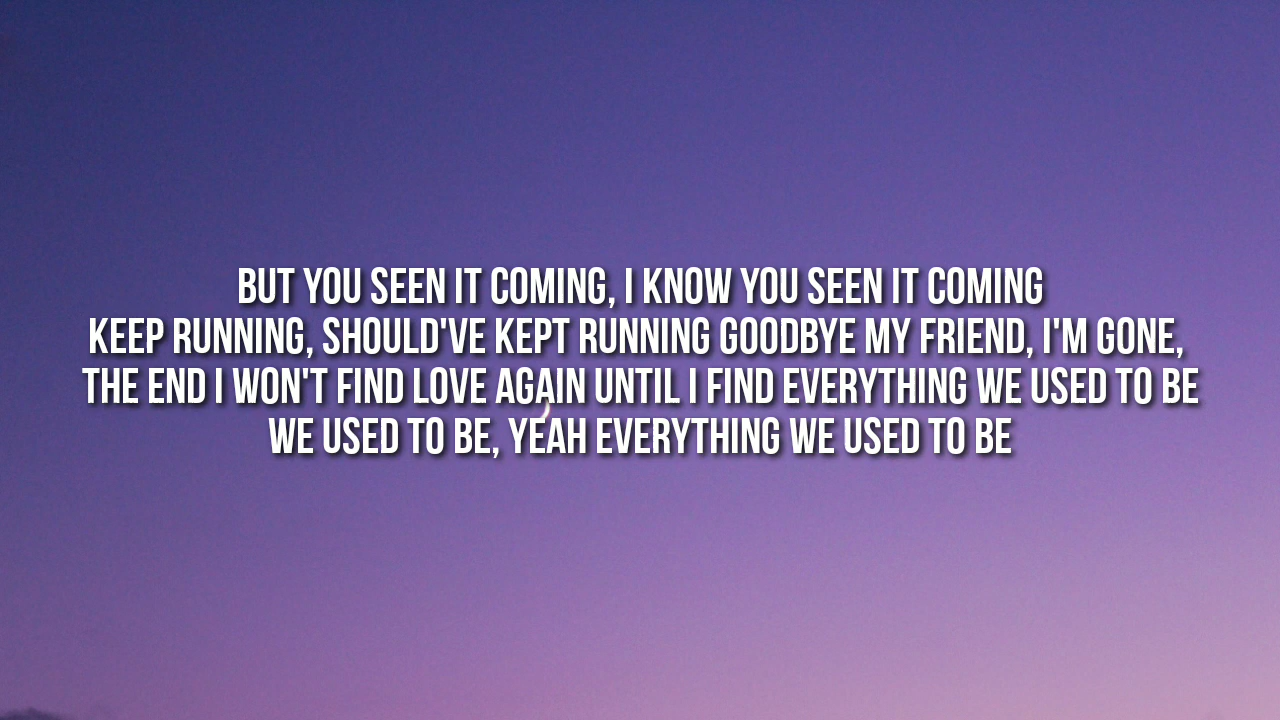 BUT YOU SEEN IT COMING, I KNOW YOU SEEN IT COMING
KEEP RUNNING, SHOULD'VE KEPT RUNNING GOODBYE MY FRIEND, I'M GONE,
THE END I WON'T FIND LOVE AGAIN UNTIL I FIND EVERYTHING WE USED TO BE
WE USED TO BE, YEAH EVERYTHING WE USED TO BE